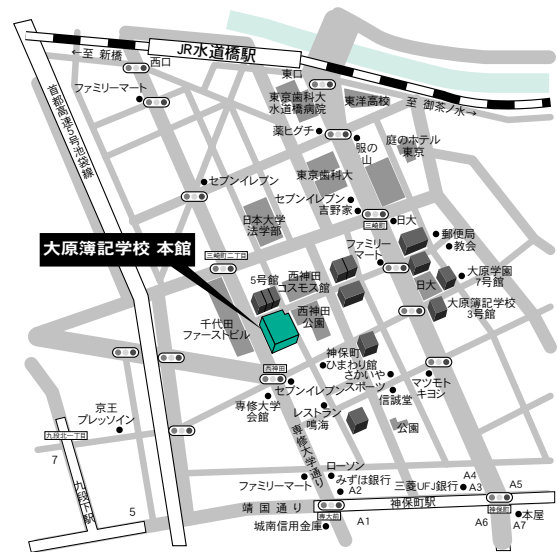 JR水道橋駅
←至 新橋
西口
ファミリーマート
東口
東京歯科大
水道橋病院
東洋高校
至 御茶ノ水→
首都高速5号池袋線
薬ヒグチ
服の
山
庭のホテル
東京
セブンイレブン
東京歯科大
セブンイレブン
吉野家
三崎町
日大
日本大学
法学部
郵便局
教会
大原簿記学校 本館
三崎町二丁目
ファミリー
マート
5号館
西神田
コスモス館
日大
大原学園
7号館
大原簿記学校
3号館
千代田
ファーストビル
西神田
公園
神保町
ひまわり館
さかいや
スポーツ
マツモト
キヨシ
信誠堂
西神田
セブンイレブン
専修大学
会館
レストラン
鳴海
公園
京王
プレッソイン
九段北一丁目
専修大学通り
7
九段下駅
5
ローソン
ファミリーマート
みずほ銀行
A2
三菱UFJ銀行
A4
A3
A5
靖国通り
専大前
神保町駅
神保町
城南信用金庫
A1
A6
A7
本屋